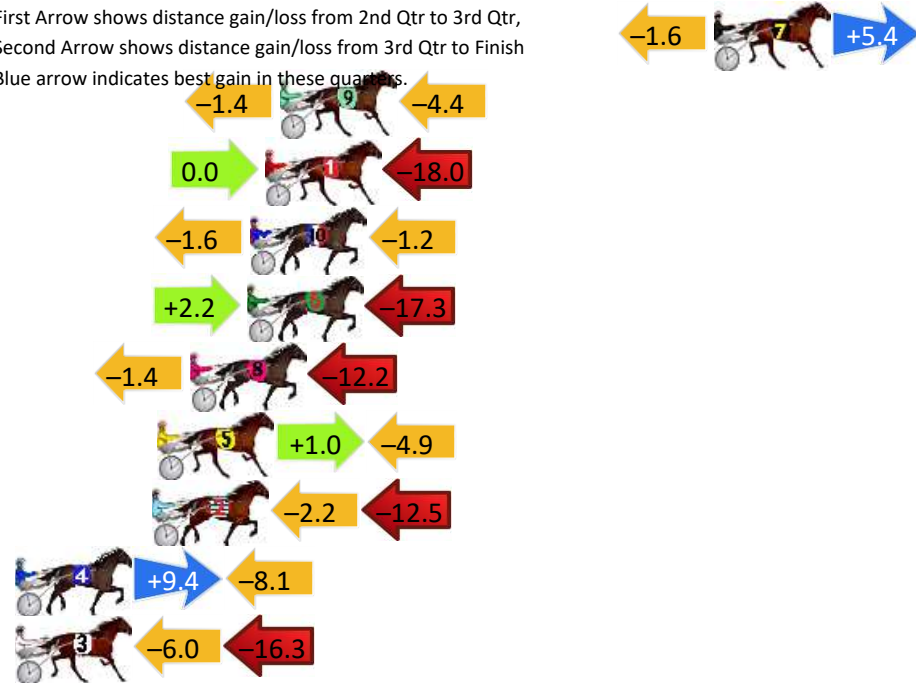 First Arrow shows distance gain/loss from 2nd Qtr to 3rd Qtr,
Second Arrow shows distance gain/loss from 3rd Qtr to Finish
Blue arrow indicates best gain in these quarters.
−1.6 7 +5.4
−1.4 9 −4.4
0.0 1 −18.0
−1.6 10 −1.2
+2.2 6 −17.3
−1.4 8 −12.2
5 +1.0 −4.9
2 −2.2 −12.5
4 +9.4 −8.1
3 −6.0 −16.3